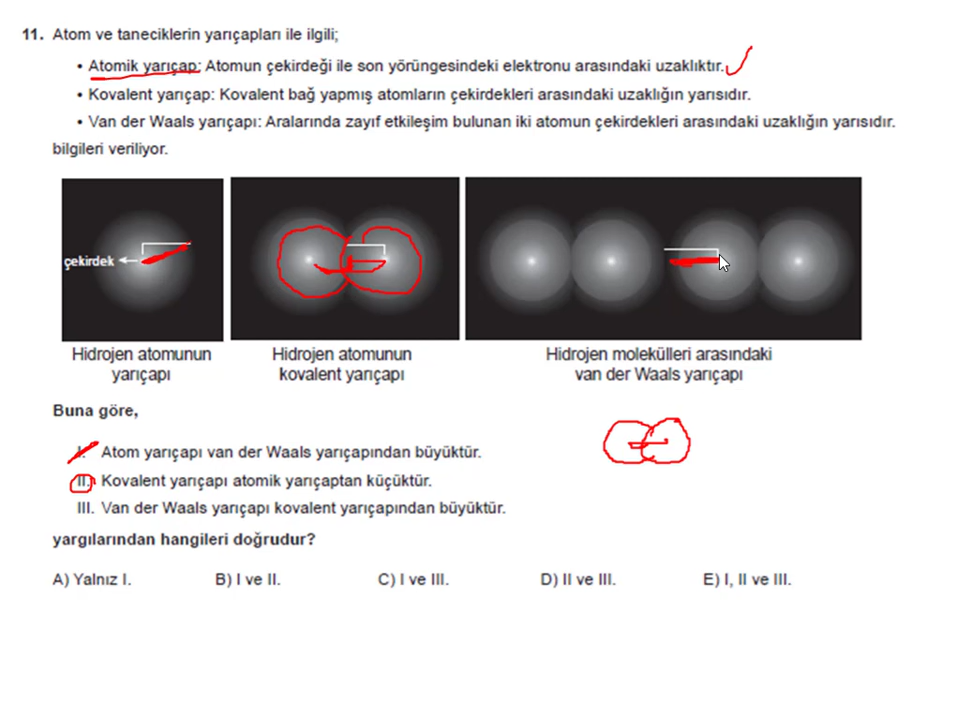 11. Atom ve taneciklerin yarıçapları ile ilgili;
• Atomik yarıçap: Atomun çekirdeği ile son yörüngesindeki elektronu arasındaki uzaklıktır.
• Kovalent yarıçap: Kovalent bağ yapmış atomların çekirdekleri arasındaki uzaklığın yarısıdır.
• Van der Waals yarıçapı: Aralarında zayıf etkileşim bulunan iki atomun çekirdekleri arasındaki uzaklığın yarısıdır.
bilgileri veriliyor.
çekirdek
Hidrojen atomunun
yarıçapı
Hidrojen atomunun
kovalent yarıçapı
Hidrojen molekülleri arasındaki
van der Waals yarıçapı
Buna göre,
I. Atom yarıçapı van der Waals yarıçapından büyüktür.
II. Kovalent yarıçapı atomik yarıçaptan küçüktür.
III. Van der Waals yarıçapı kovalent yarıçapından büyüktür.
yargılarından hangileri doğrudur?
A) Yalnız I. B) I ve II. C) I ve III. D) II ve III. E) I, II ve III.